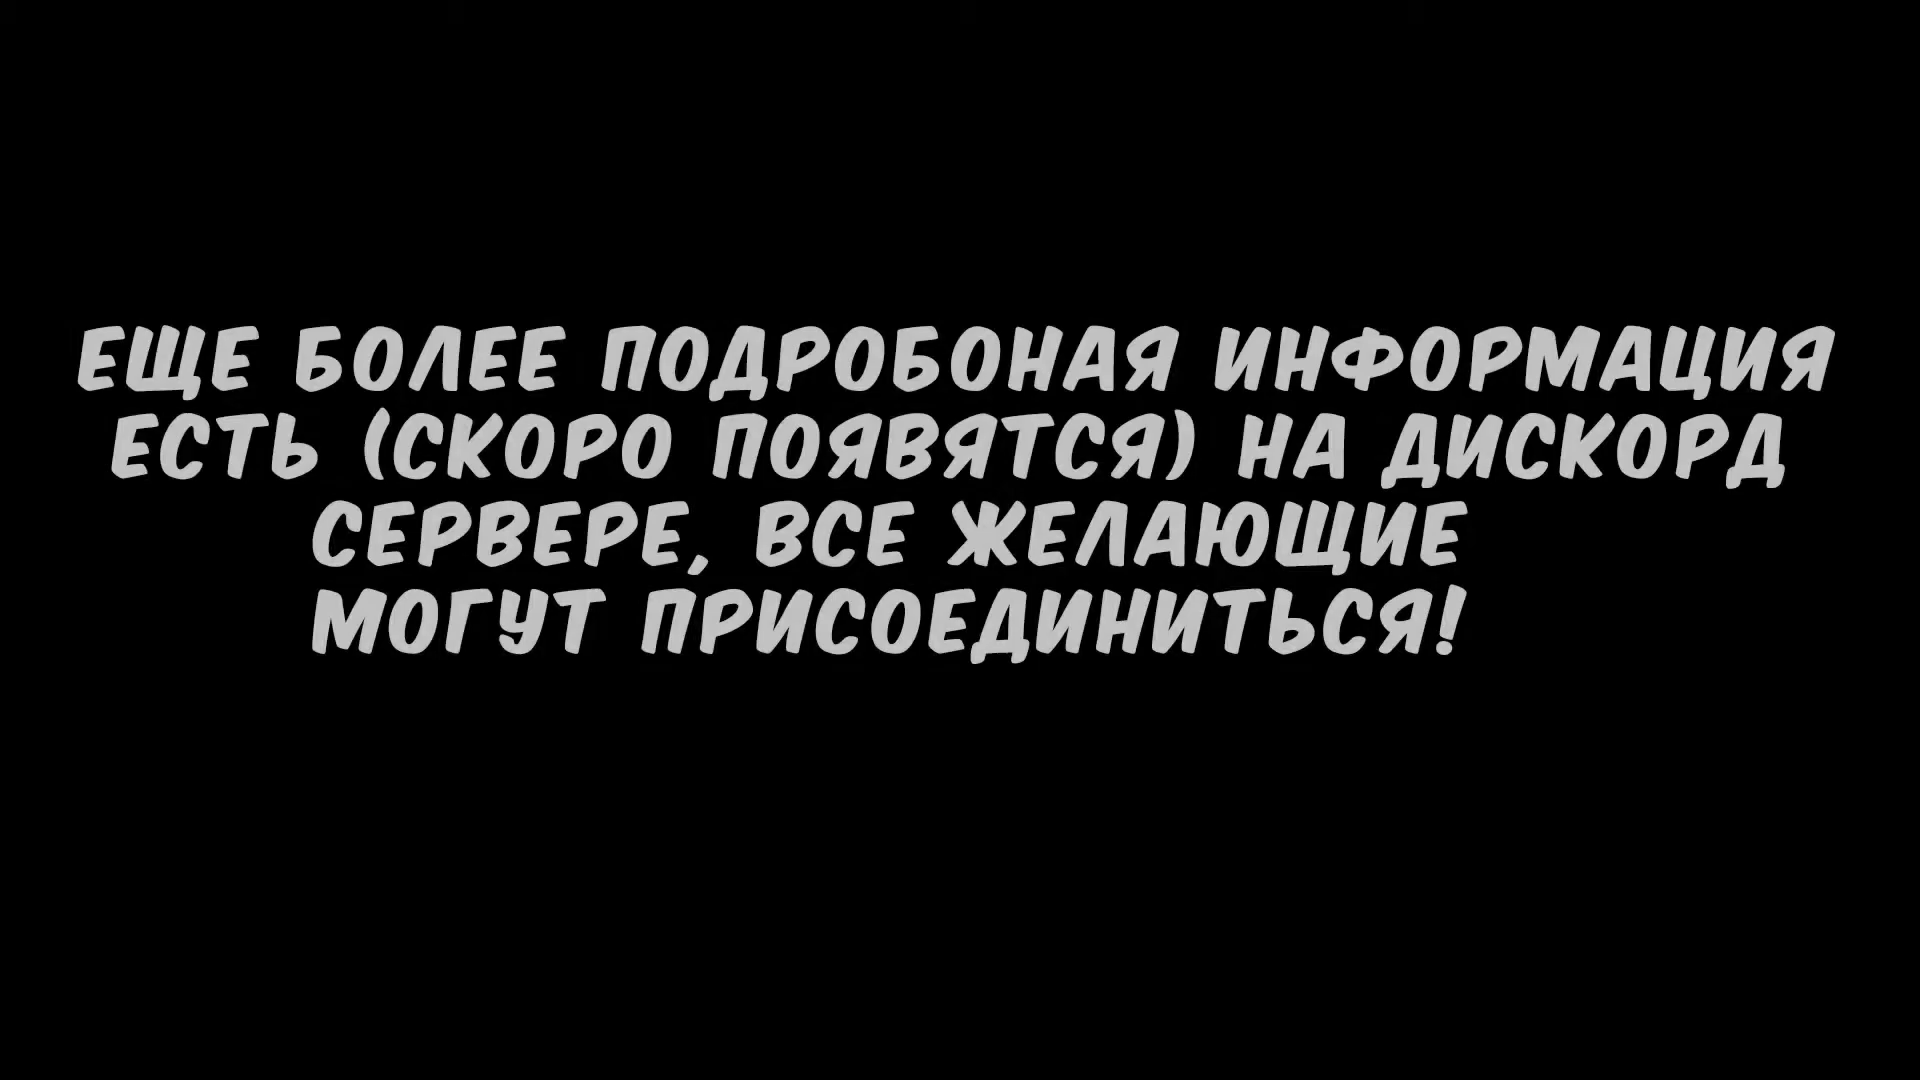 ЕЩЕ БОЛЕЕ ПОДРОБОНАЯ ИНФОРМАЦИЯ
ЕСТЬ (СКОРО ПОЯВЯТСЯ) НА ДИСКОРД
СЕРВЕРЕ, ВСЕ ЖЕЛАЮЩИЕ
МОГУТ ПРИСОЕДИНИТЬСЯ!